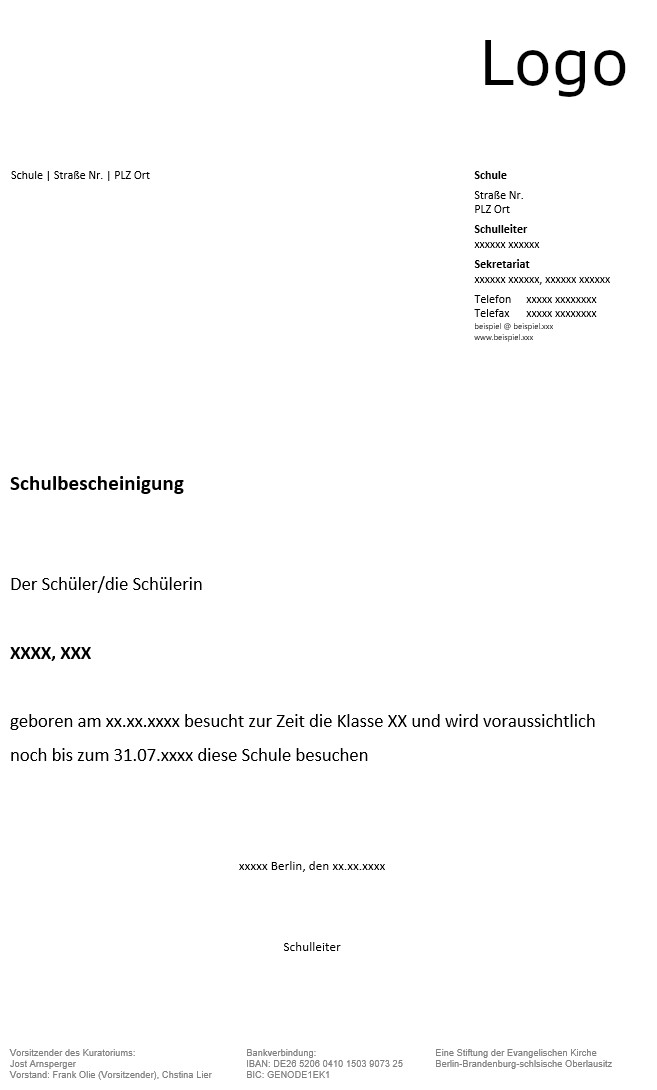 Logo
Schule | Straße Nr. | PLZ Ort
Schule
Straße Nr.
PLZ Ort
Schulleiter
xxxxxx xxxxxx
Sekretariat
xxxxxx xxxxxx, xxxxxx xxxxxx
Telefon xxxxx xxxxxxxx
Telefax xxxxx xxxxxxxx
beispiel @ beispiel.xxx
www.beispiel.xxx
Schulbescheinigung
Der Schüler/die Schülerin
XXXX, XXX
geboren am xx.xx.xxxx besucht zur Zeit die Klasse XX und wird voraussichtlich
noch bis zum 31.07.xxxx diese Schule besuchen
xxxxx Berlin, den xx.xx.xxxx
Schulleiter
Vorsitzender des Kuratoriums:
Jost Arnsperger
Vorstand: Frank Olie (Vorsitzender), Chstina Lier
Bankverbindung:
IBAN: DE26 5206 0410 1503 9073 25
BIC: GENODE1EK1
Eine Stiftung der Evangelischen Kirche
Berlin-Brandenburg-schlsische Oberlausitz